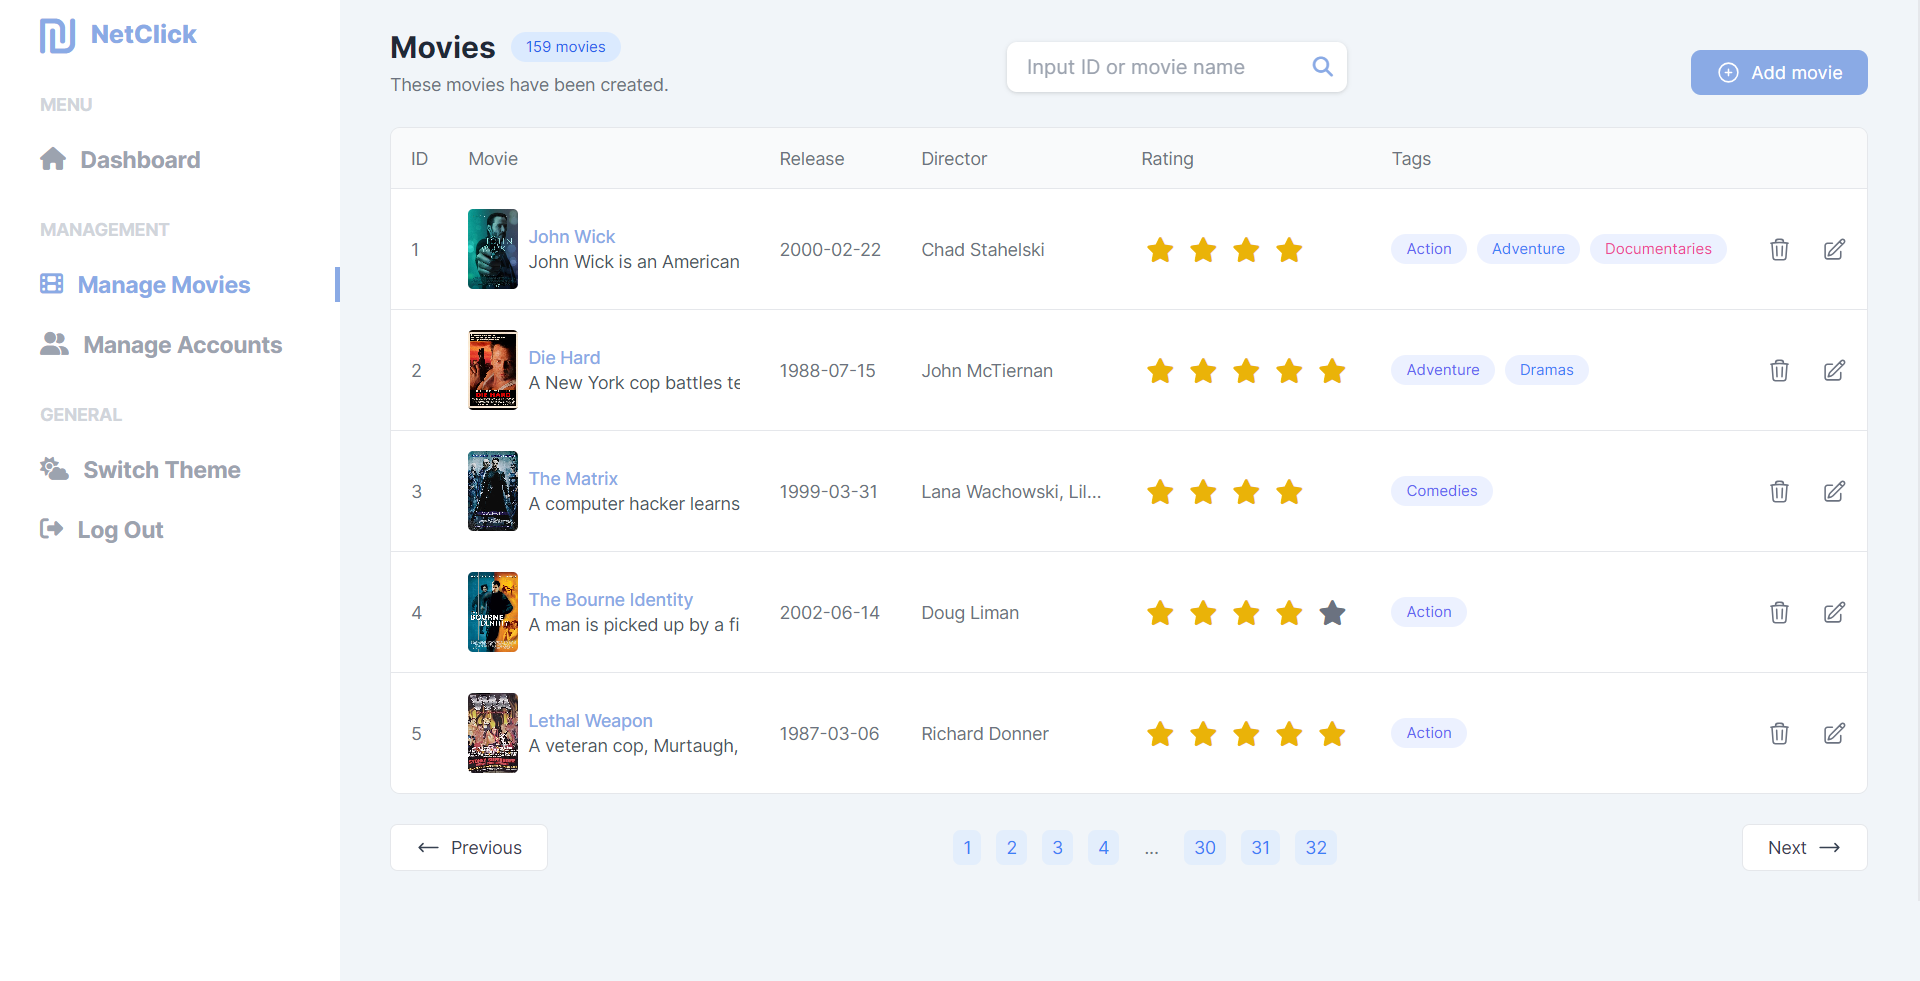 NetClick
MENU
Dashboard
MANAGEMENT
Manage Movies
Manage Accounts
GENERAL
Switch Theme
Log Out
Movies 159 movies
These movies have been created.
Input ID or movie name
Add movie
ID Movie Release Director Rating Tags
1 John Wick 2000-02-22 Chad Stahelski Action Adventure Documentaries
John Wick is an American
2 Die Hard 1988-07-15 John McTiernan Adventure Dramas
A New York cop battles te
3 The Matrix 1999-03-31 Lana Wachowski, Lil... Comedies
A computer hacker learns
4 The Bourne Identity 2002-06-14 Doug Liman Action
A man is picked up by a fi
5 Lethal Weapon 1987-03-06 Richard Donner Action
A veteran cop, Murtaugh,
Previous 1 2 3 4 ... 30 31 32 Next